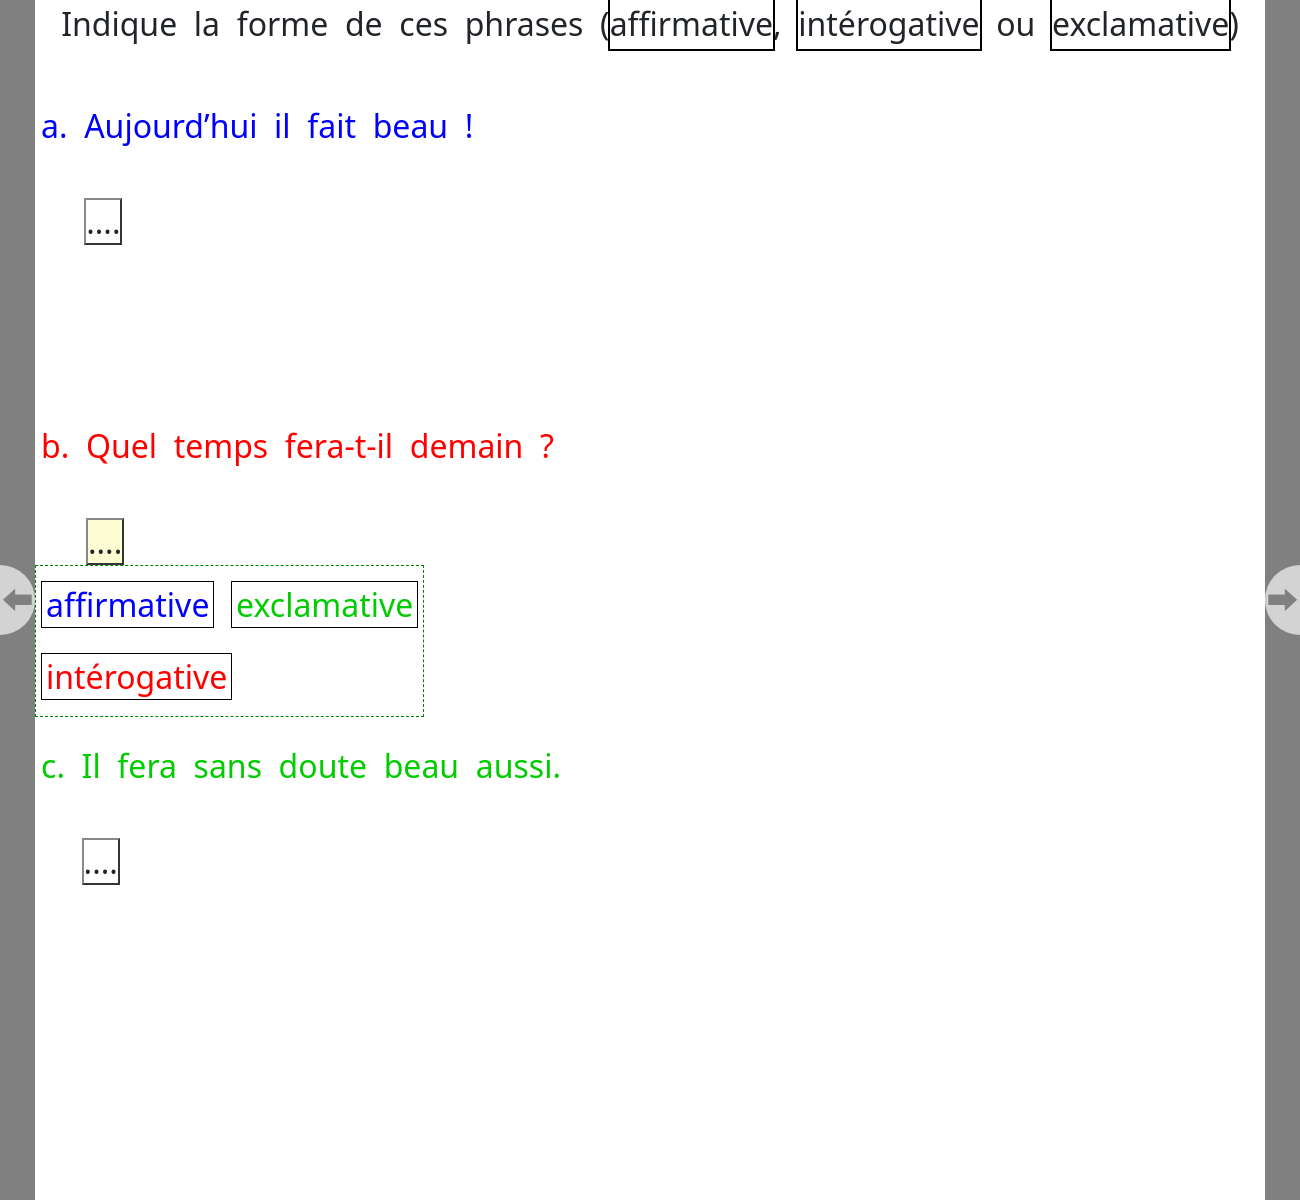 Indique la forme de ces phrases (affirmative, intérogative ou exclamative)
a. Aujourd’hui il fait beau !
....
b. Quel temps fera-t-il demain ?
....
affirmative exclamative
intérogative
c. Il fera sans doute beau aussi.
....